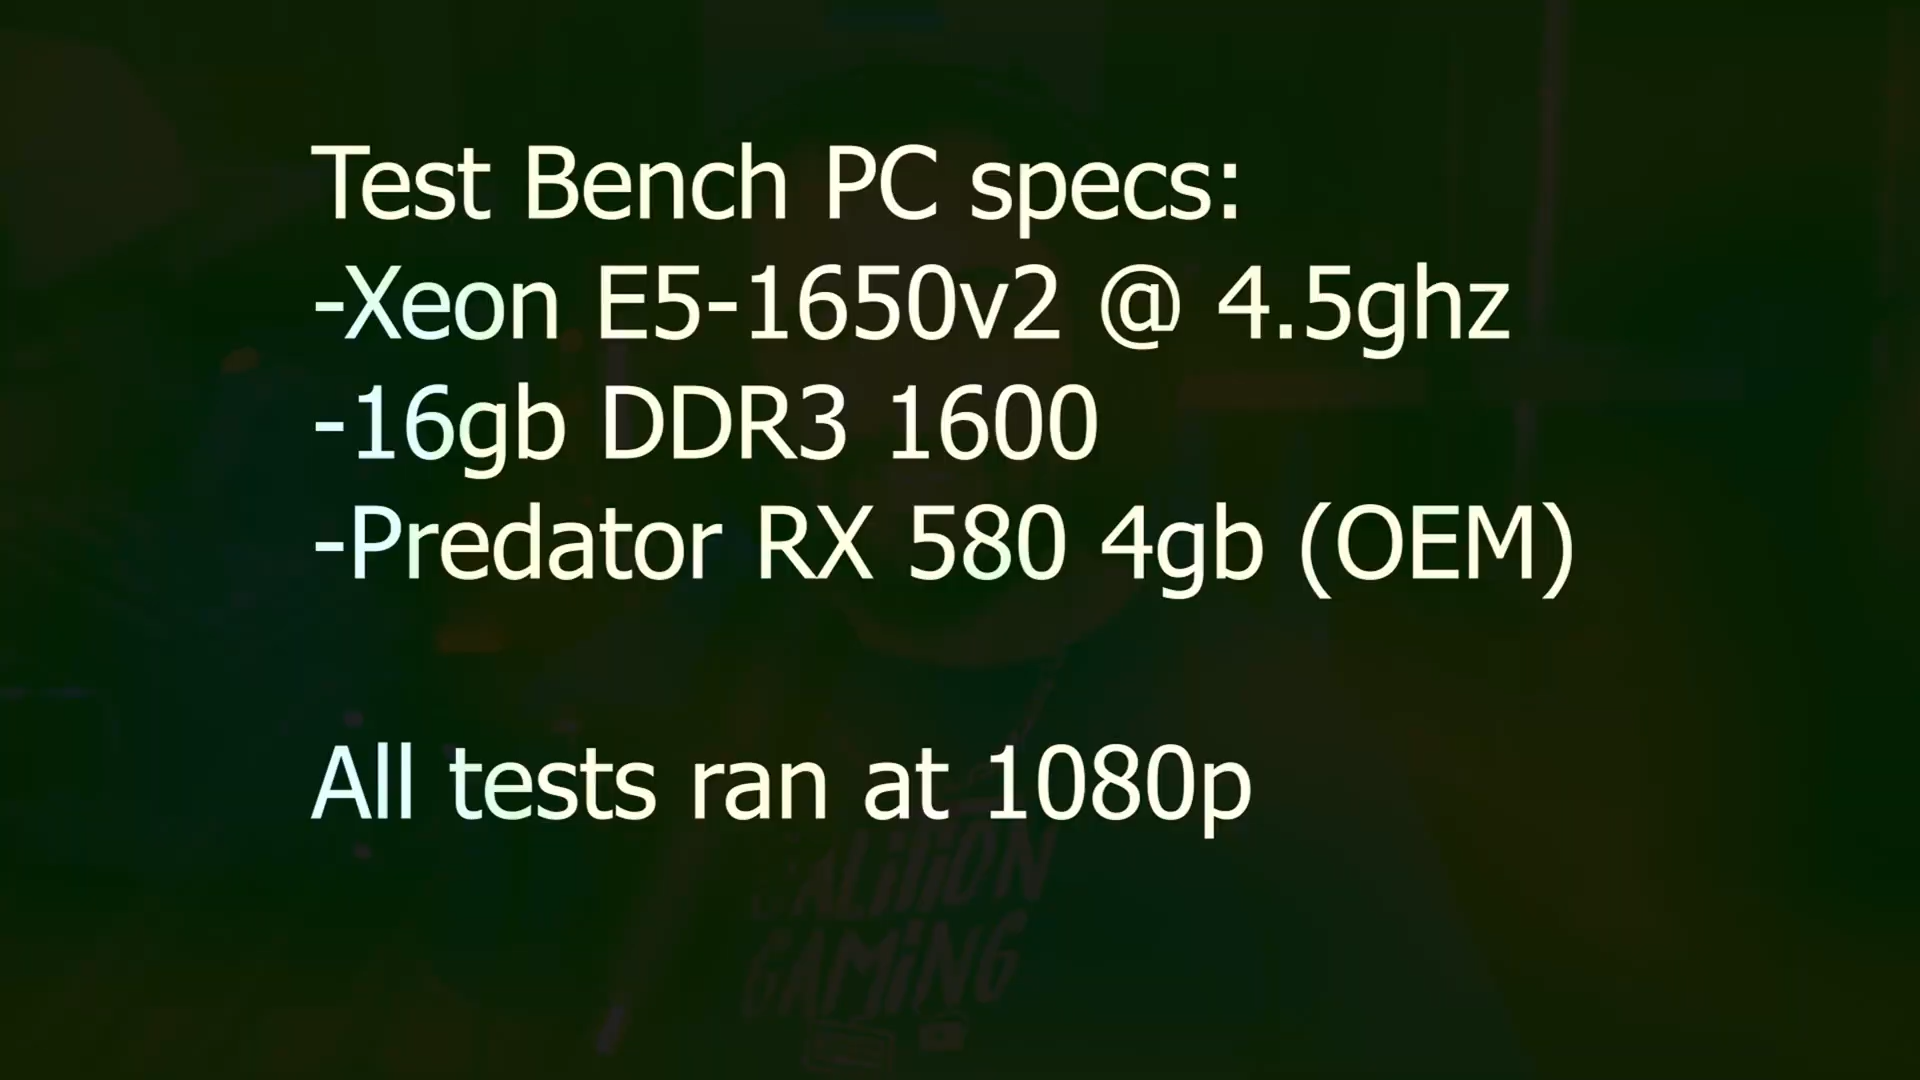 Test Bench PC specs:
-Xeon E5-1650v2 @ 4.5ghz
-16gb DDR3 1600
-Predator RX 580 4gb (OEM)
All tests ran at 1080p
GAMiNG